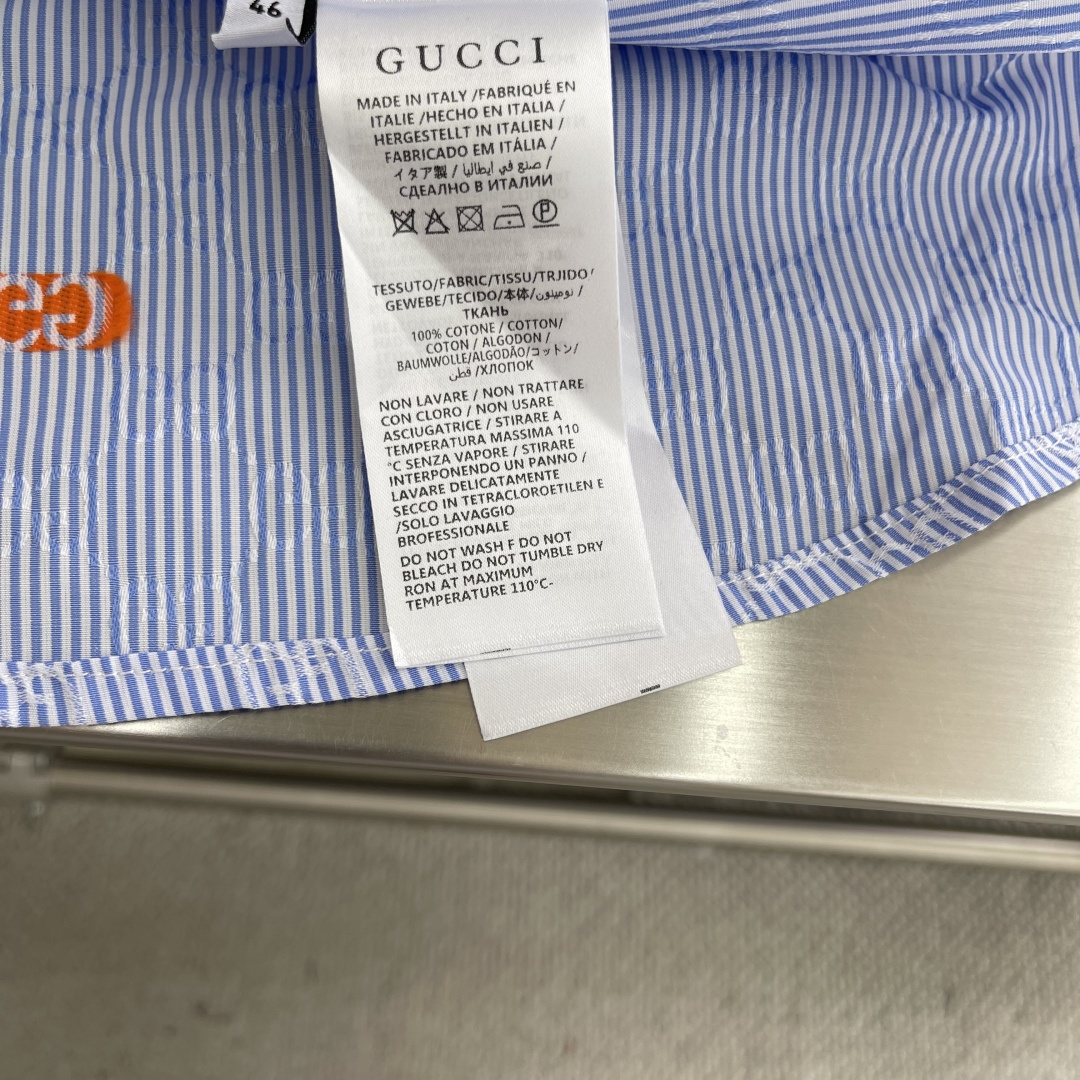 46
GUCCI
MADE IN ITALY /FABRIQUÉ EN
ITALIE /HECHO EN ITALIA /
HERGESTELLT IN ITALIEN /
FABRICADO EM ITÁLIA /
イタア製 / صنع في ايطاليا /
СДЕАЛНО В ИТАЛИИ
P
TESSUTO/FABRIC/TISSU/TRJIDO/
GEWEBE/TECIDO/本体/نومينون /
ТКАНЬ
100% COTONE / COTTON/
COTON / ALGODON /
BAUMWOLLE/ALGODÃO/コットン/
قطن /ХЛОПОК
NON LAVARE / NON TRATTARE
CON CLORO / NON USARE
ASCIUGATRICE / STIRARE A
TEMPERATURA MASSIMA 110
°C SENZA VAPORE / STIRARE
INTERPONENDO UN PANNO /
LAVARE DELICATAMENTE
SECCO IN TETRACLOROETILEN E
/SOLO LAVAGGIO
BROFESSIONALE
DO NOT WASH F DO NOT
BLEACH DO NOT TUMBLE DRY
RON AT MAXIMUM
TEMPERATURE 110°C-